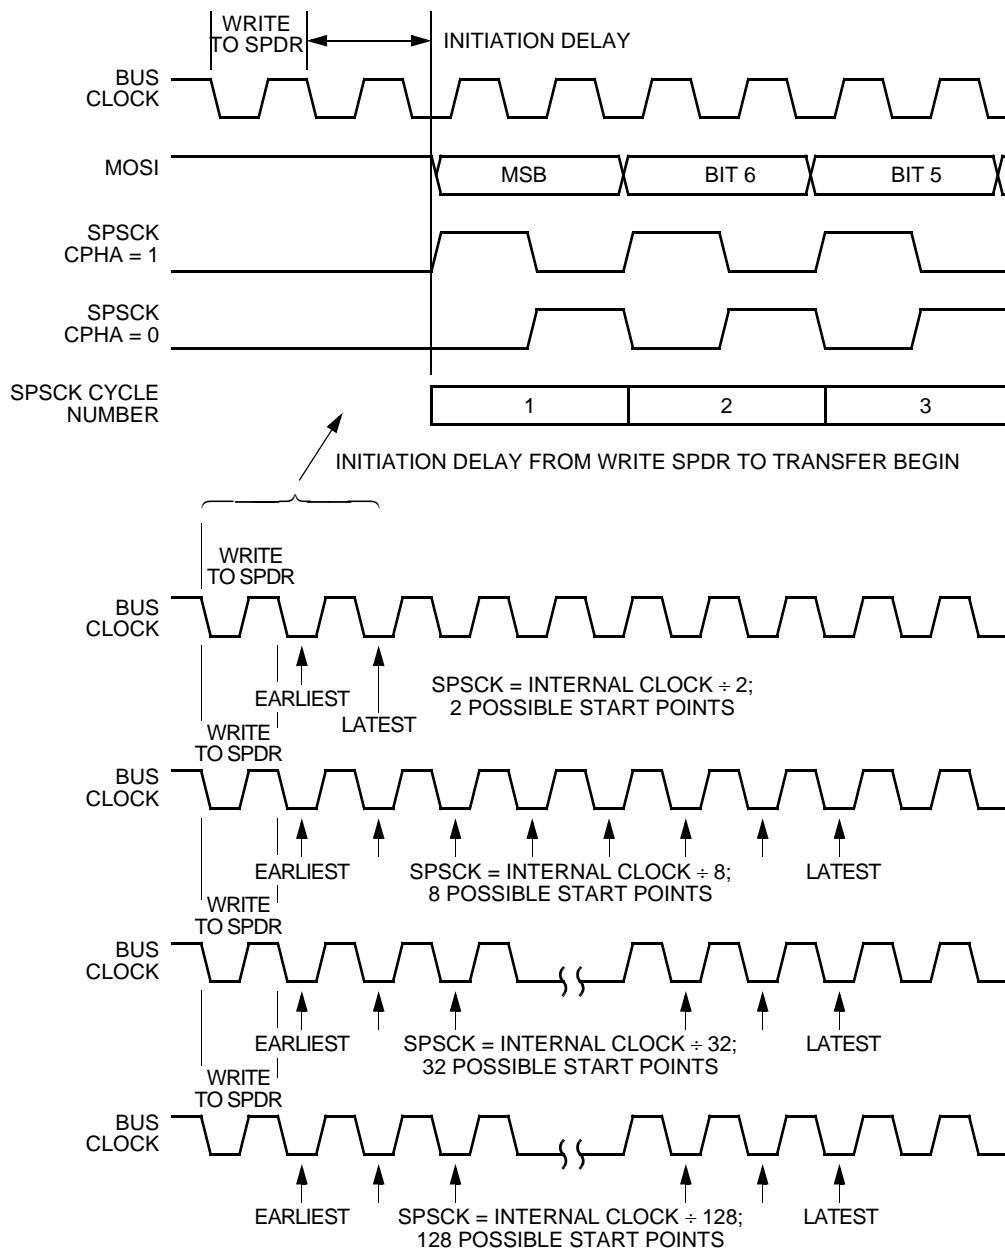 WRITE
TO SPDR
INITIATION DELAY
BUS
CLOCK
MOSI
MSB
BIT 6
BIT 5
SPSCK
CPHA = 1
SPSCK
CPHA = 0
SPSCK CYCLE
NUMBER
1
2
3
INITIATION DELAY FROM WRITE SPDR TO TRANSFER BEGIN
WRITE
TO SPDR
BUS
CLOCK
EARLIEST
LATEST
SPSCK = INTERNAL CLOCK ÷ 2;
2 POSSIBLE START POINTS
WRITE
TO SPDR
BUS
CLOCK
EARLIEST
SPSCK = INTERNAL CLOCK ÷ 8;
8 POSSIBLE START POINTS
LATEST
WRITE
TO SPDR
BUS
CLOCK
EARLIEST
SPSCK = INTERNAL CLOCK ÷ 32;
32 POSSIBLE START POINTS
LATEST
WRITE
TO SPDR
BUS
CLOCK
EARLIEST
SPSCK = INTERNAL CLOCK ÷ 128;
128 POSSIBLE START POINTS
LATEST